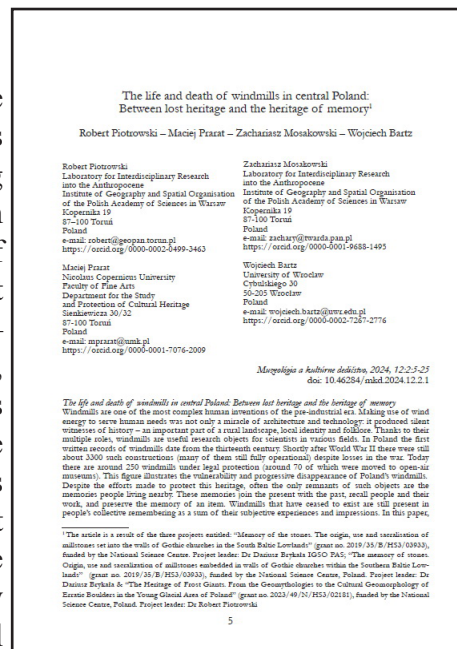 The life and death of windmills in central Poland:
Between lost heritage and the heritage of memory¹
Robert Piotrowski – Maciej Prarat – Zachariasz Mosakowski – Wojciech Bartz
Robert Piotrowski
Laboratory for Interdisciplinary Research
into the Anthropocene
Institute of Geography and Spatial Organisation
of the Polish Academy of Sciences in Warsaw
Kopernika 19
87–100 Toruń
Poland
e-mail: robert@geopan.torun.pl
https://orcid.org/0000-0002-0499-3463
Maciej Prarat
Nicolaus Copernicus University
Faculty of Fine Arts
Department for the Study
and Protection of Cultural Heritage
Sienkiewicza 30/32
87-100 Toruń
Poland
e-mail: mprarat@umk.pl
https://orcid.org/0000-0001-7076-2009
Zachariasz Mosakowski
Laboratory for Interdisciplinary Research
into the Anthropocene
Institute of Geography and Spatial Organisation
of the Polish Academy of Sciences in Warsaw
Kopernika 19
87-100 Toruń
Poland
e-mail: zachary@twarda.pan.pl
https://orcid.org/0000-0001-9688-1495
Wojciech Bartz
University of Wrocław
Cybulskiego 30
50-205 Wrocław
Poland
e-mail: wojciech.bartz@uwr.edu.pl
https://orcid.org/0000-0002-7267-2776
Muzeológia a kultúrne dedičstvo, 2024, 12:2:5-25
doi: 10.46284/mkd.2024.12.2.1
The life and death of windmills in central Poland: Between lost heritage and the heritage of memory
Windmills are one of the most complex human inventions of the pre-industrial era. Making use of wind
energy to serve human needs was not only a miracle of architecture and technology: it produced silent
witnesses of history – an important part of a rural landscape, local identity and folklore. Thanks to their
multiple roles, windmills are useful research objects for scientists in various fields. In Poland the first
written records of windmills date from the thirteenth century. Shortly after World War II there were still
about 3300 such constructions (many of them still fully operational) despite losses in the war. Today
there are around 250 windmills under legal protection (around 70 of which were moved to open-air
museums). This figure illustrates the vulnerability and progressive disappearance of Poland's windmills.
Despite the efforts made to protect this heritage, often the only remnants of such objects are the
memories people living nearby. These memories join the present with the past, recall people and their
work, and preserve the memory of an item. Windmills that have ceased to exist are still present in
people's collective remembering as a sum of their subjective experiences and impressions. In this paper,
¹ The article is a result of the three projects entitled: "Memory of the stones. The origin, use and sacralisation of
millstones set into the walls of Gothic churches in the South Baltic Lowlands" (grant no. 2019/35/B/HS3/03933),
funded by the National Science Centre. Project leader: Dr Dariusz Brykała IGSO PAS; "The memory of stones.
Origin, use and sacralization of millstones embedded in walls of Gothic churches within the Southern Baltic Low-
lands" (grant no. 2019/35/B/HS3/03933), funded by the National Science Centre, Poland. Project leader: Dr
Dariusz Brykała & "The Heritage of Frost Giants. From the Geomythologies to the Cultural Geomorphology of
Erratic Boulders in the Young Glacial Area of Poland" (grant no. 2023/49/N/HS3/02181), funded by the National
Science Centre, Poland. Project leader: Dr Robert Piotrowski
5